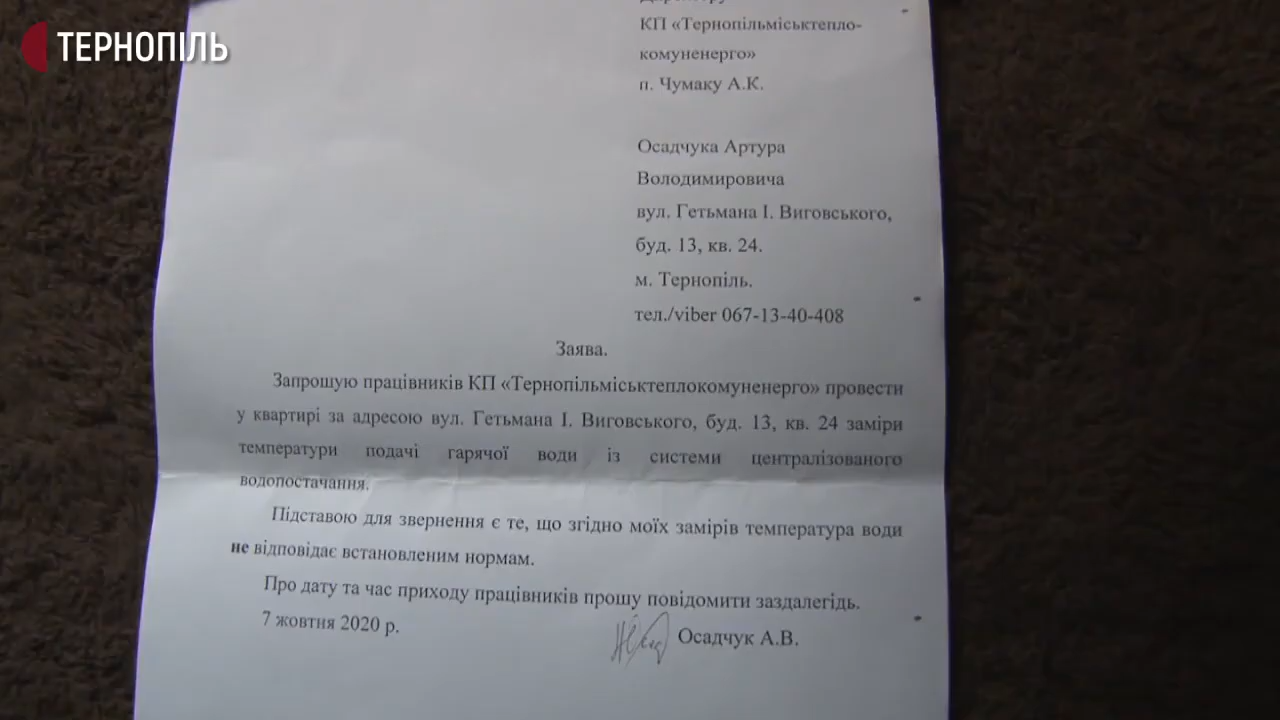 ТЕРНОПІЛЬ
КП «Тернопільміськтепло-
комуненерго»
п. Чумаку А.К.
Осадчука Артура
Володимировича
вул. Гетьмана І. Виговського,
буд. 13, кв. 24.
м. Тернопіль.
тел./viber 067-13-40-408
Заява.
Запрошую працівників КП «Тернопільміськтеплокомуненерго» провести
у квартирі за адресою вул. Гетьмана І. Виговського, буд. 13, кв. 24 заміри
температури подачі гарячої води із системи централізованого
водопостачання.
Підставою для звернення є те, що згідно моїх замірів температура води
не відповідає встановленим нормам.
Про дату та час приходу працівників прошу повідомити заздалегідь.
7 жовтня 2020 р.
Осадчук А.В.